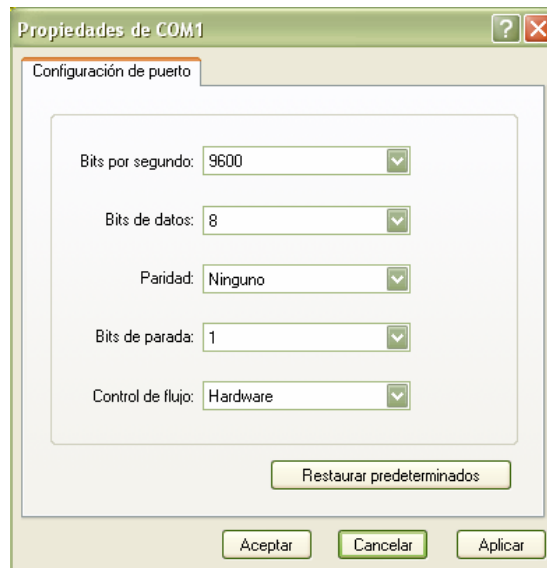 Propiedades de COM1
Configuración de puerto
Bits por segundo: 9600
Bits de datos: 8
Paridad: Ninguno
Bits de parada: 1
Control de flujo: Hardware
Restaurar predeterminados
Aceptar Cancelar Aplicar